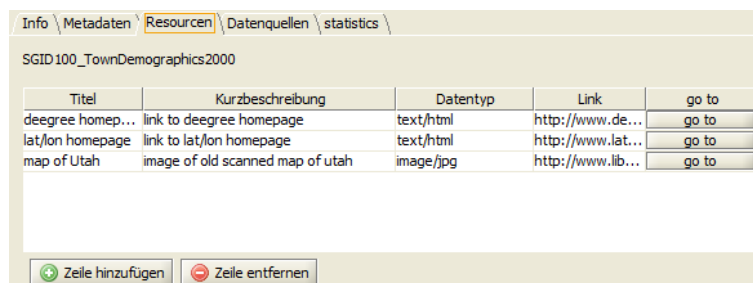 Info Metadaten Resourcen Datenquellen statistics
SGID100_TownDemographics2000
Titel Kurzbeschreibung Datentyp Link go to
deegree homep... link to deegree homepage text/html http://www.de... go to
lat/lon homepage link to lat/lon homepage text/html http://www.lat... go to
map of Utah image of old scanned map of utah image/jpg http://www.lib... go to
Zeile hinzufügen Zeile entfernen